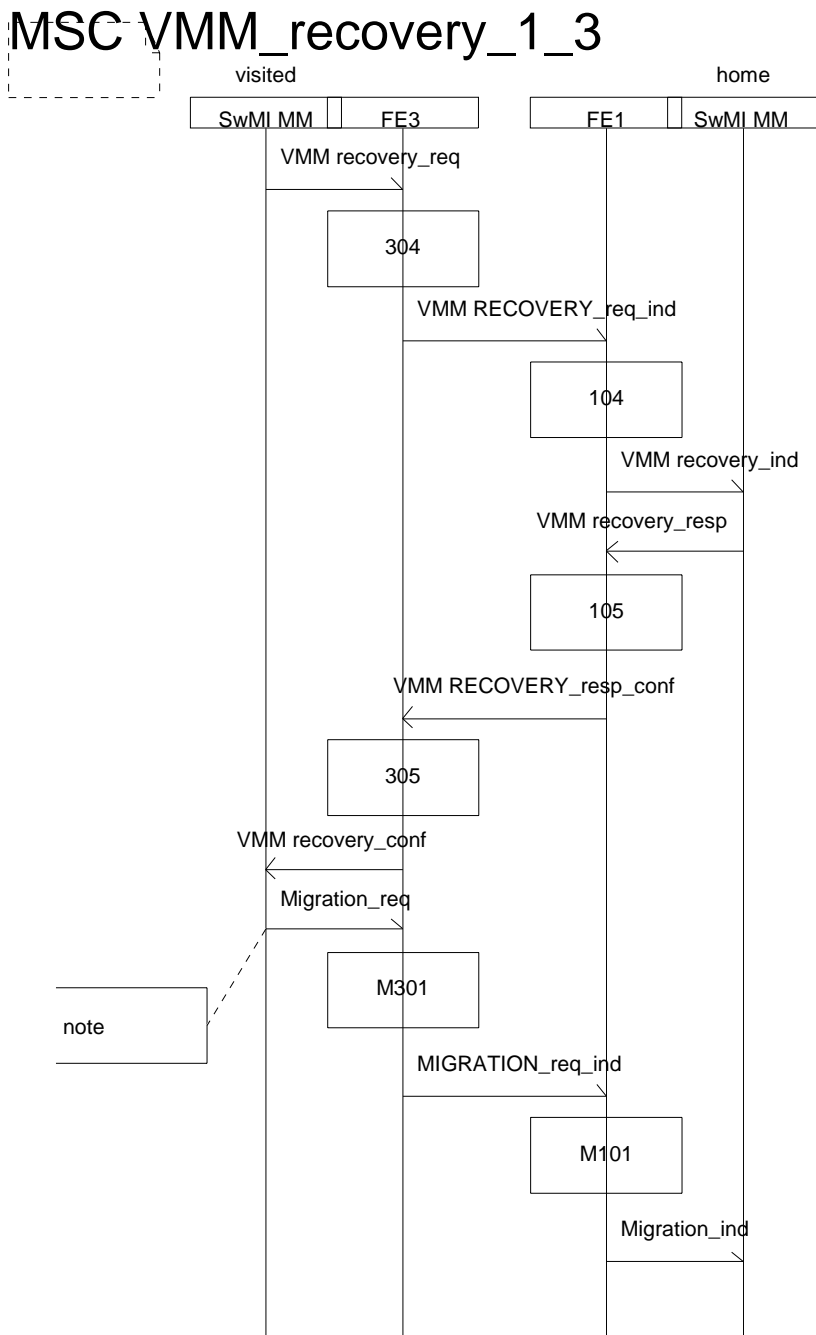 MSC VMM_recovery_1_3
visited
home
SwMI MM
FE3
FE1
SwMI MM
VMM recovery_req
304
VMM RECOVERY_req_ind
104
VMM recovery_ind
VMM recovery_resp
105
VMM RECOVERY_resp_conf
305
VMM recovery_conf
Migration_req
M301
note
MIGRATION_req_ind
M101
Migration_ind